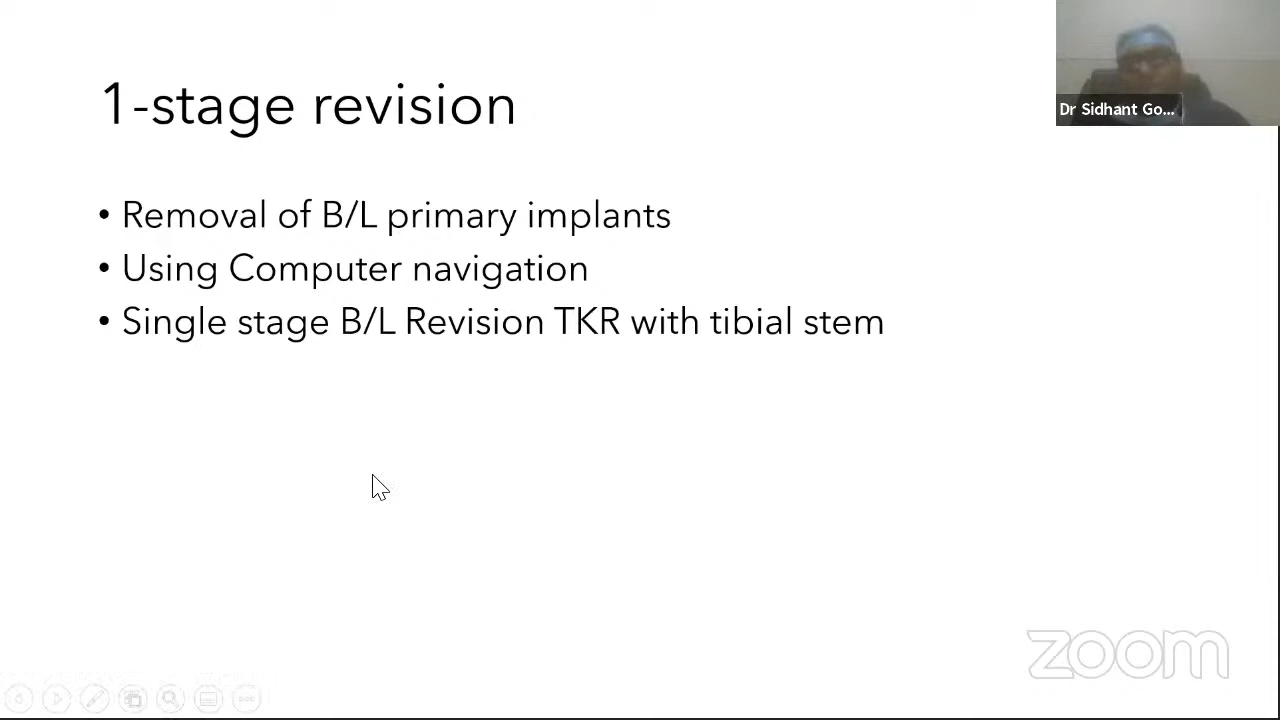 1-stage revision
Dr Sidhant Go...
• Removal of B/L primary implants
• Using Computer navigation
• Single stage B/L Revision TKR with tibial stem
zoom